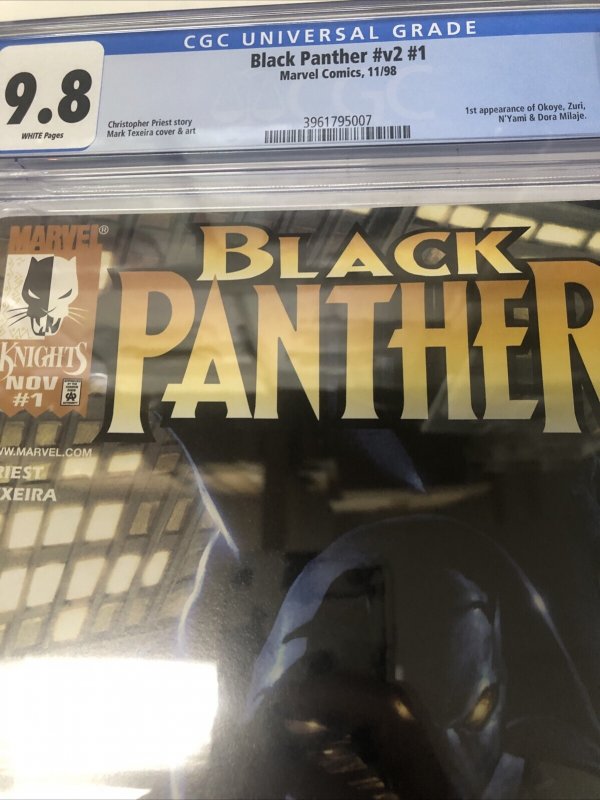 CGC UNIVERSAL GRADE
9.8
WHITE Pages
Black Panther #v2 #1
Marvel Comics, 11/98
Christopher Priest story
Mark Texeira cover & art
3961795007
1st appearance of Okoye, Zuri,
N'Yami & Dora Milaje.
MARVEL®
KNIGHTS
NOV
#1
BLACK
PANTHER
WW.MARVEL.COM
RIEST
XEIRA